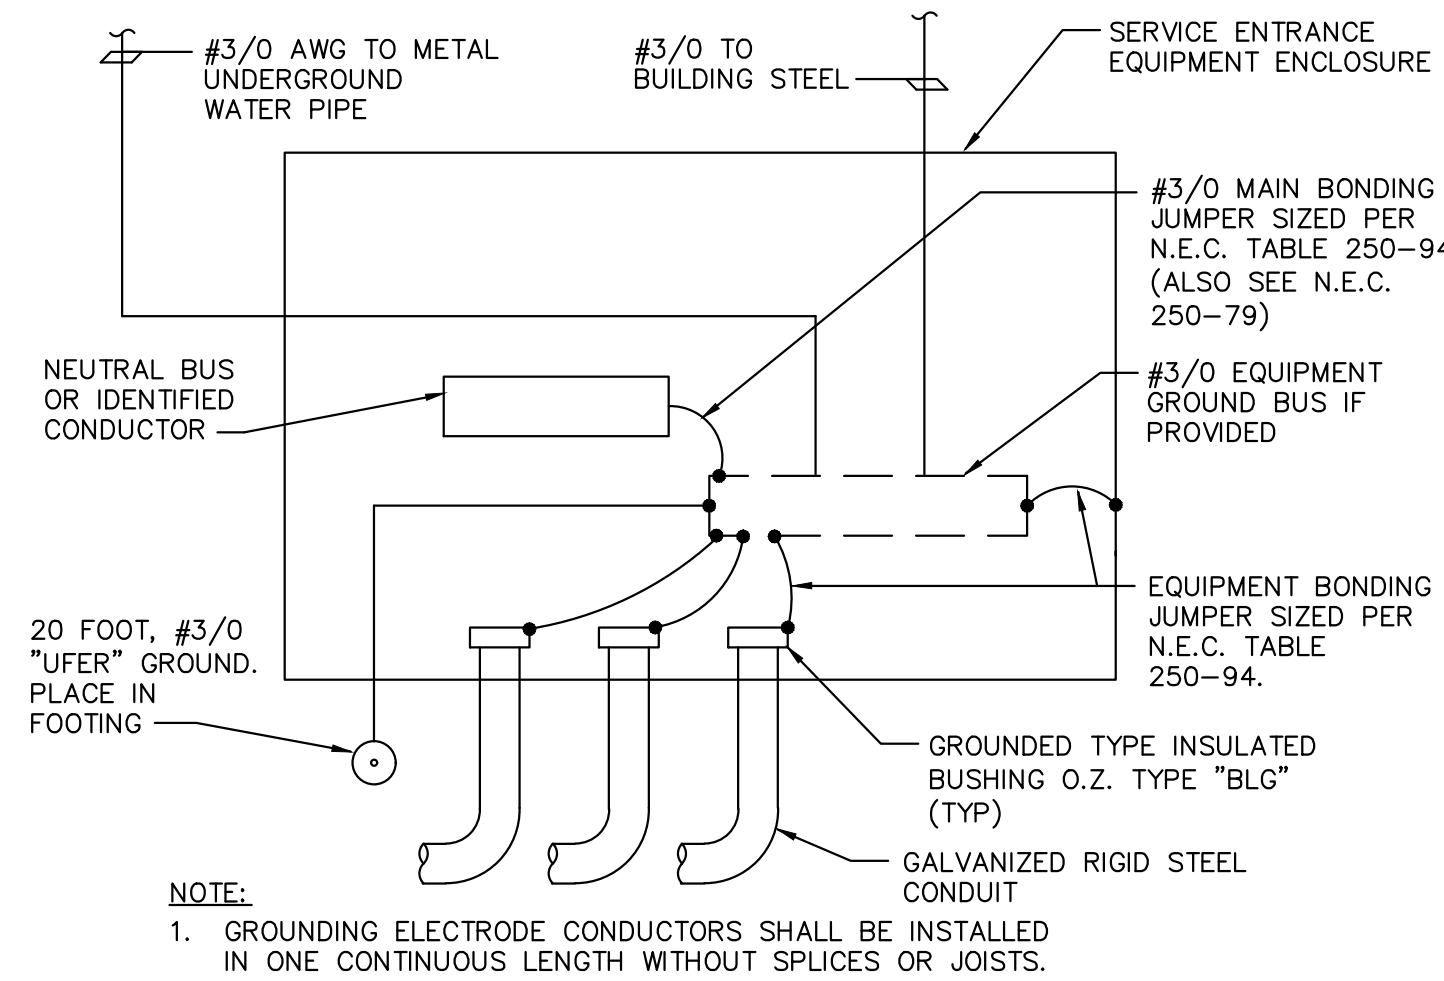 #3/0 AWG TO METAL
UNDERGROUND
WATER PIPE
#3/0 TO
BUILDING STEEL
SERVICE ENTRANCE
EQUIPMENT ENCLOSURE
#3/0 MAIN BONDING
JUMPER SIZED PER
N.E.C. TABLE 250-94
(ALSO SEE N.E.C.
250-79)
NEUTRAL BUS
OR IDENTIFIED
CONDUCTOR
#3/0 EQUIPMENT
GROUND BUS IF
PROVIDED
20 FOOT, #3/0
"UFER" GROUND.
PLACE IN
FOOTING
EQUIPMENT BONDING
JUMPER SIZED PER
N.E.C. TABLE
250-94.
GROUNDED TYPE INSULATED
BUSHING O.Z. TYPE "BLG"
(TYP)
GALVANIZED RIGID STEEL
CONDUIT
NOTE:
1. GROUNDING ELECTRODE CONDUCTORS SHALL BE INSTALLED
IN ONE CONTINUOUS LENGTH WITHOUT SPLICES OR JOISTS.